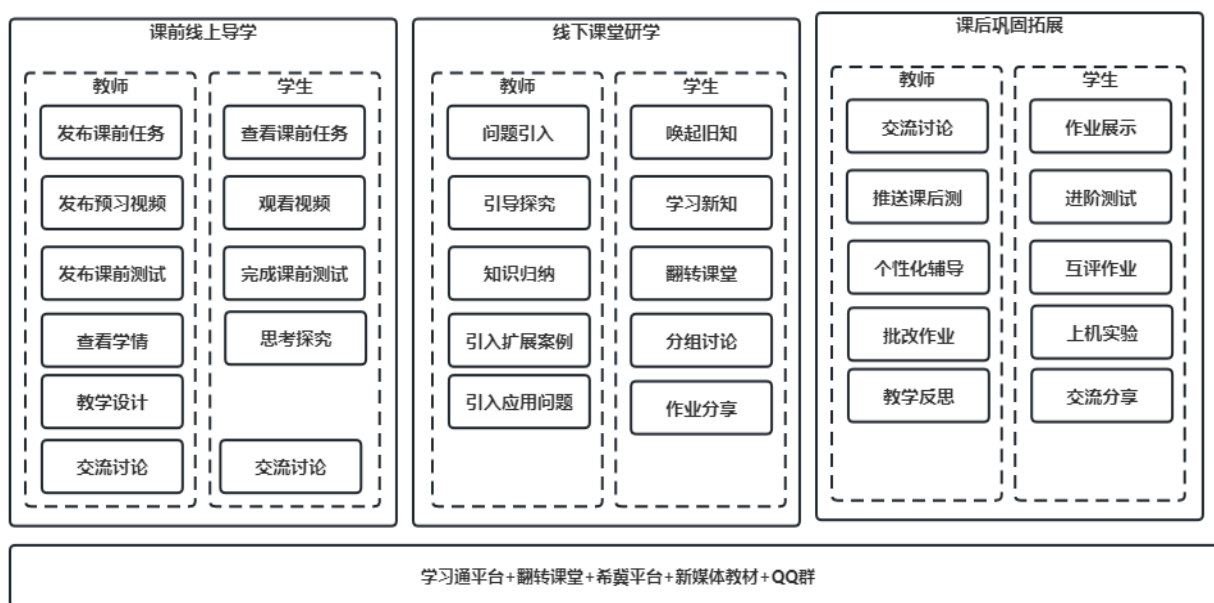 课前线上导学
教师
发布课前任务
发布预习视频
发布课前测试
查看学情
教学设计
交流讨论
学生
查看课前任务
观看视频
完成课前测试
思考探究
交流讨论
线下课堂研学
教师
问题引入
引导探究
知识归纳
引入扩展案例
引入应用问题
学生
唤起旧知
学习新知
翻转课堂
分组讨论
作业分享
课后巩固拓展
教师
交流讨论
推送课后测
个性化辅导
批改作业
教学反思
学生
作业展示
进阶测试
互评作业
上机实验
交流分享
学习通平台+翻转课堂+希冀平台+新媒体教材+QQ群